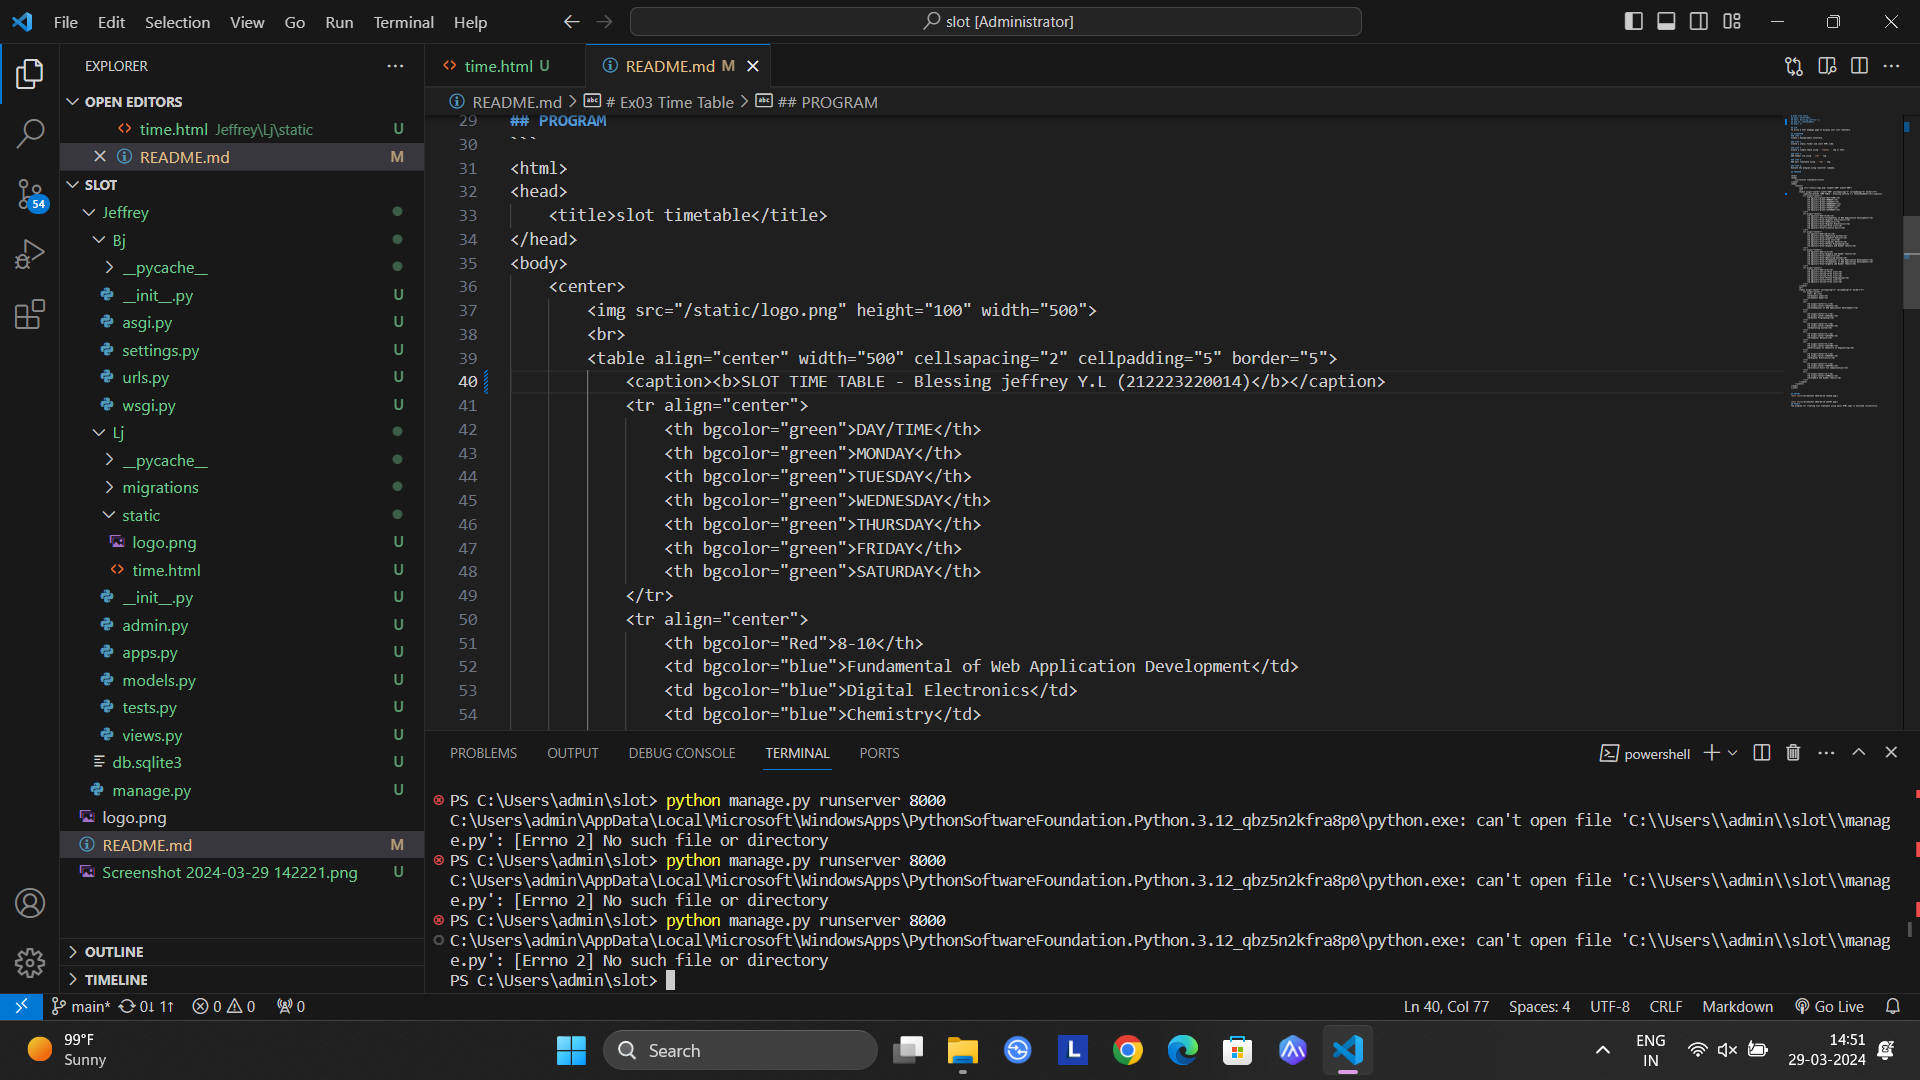 File Edit Selection View Go Run Terminal Help
slot [Administrator]
EXPLORER
time.html U
README.md M
OPEN EDITORS
README.md > # Ex03 Time Table > ## PROGRAM
time.html Jeffrey\Lj\static U
README.md M
SLOT
Jeffrey
Bj
__pycache__
__init__.py U
asgi.py U
settings.py U
urls.py U
wsgi.py U
Lj
__pycache__
migrations
static
logo.png U
time.html U
__init__.py U
admin.py U
apps.py U
models.py U
tests.py U
views.py U
db.sqlite3 U
manage.py U
logo.png
README.md M
Screenshot 2024-03-29 142221.png U
OUTLINE
TIMELINE
54
29 ## PROGRAM
30 ```
31 <html>
32 <head>
33 <title>slot timetable</title>
34 </head>
35 <body>
36 <center>
37 <img src="/static/logo.png" height="100" width="500">
38 <br>
39 <table align="center" width="500" cellsapacing="2" cellpadding="5" border="5">
40 <caption><b>SLOT TIME TABLE - Blessing jeffrey Y.L (212223220014)</b></caption>
41 <tr align="center">
42 <th bgcolor="green">DAY/TIME</th>
43 <th bgcolor="green">MONDAY</th>
44 <th bgcolor="green">TUESDAY</th>
45 <th bgcolor="green">WEDNESDAY</th>
46 <th bgcolor="green">THURSDAY</th>
47 <th bgcolor="green">FRIDAY</th>
48 <th bgcolor="green">SATURDAY</th>
49 </tr>
50 <tr align="center">
51 <th bgcolor="Red">8-10</th>
52 <td bgcolor="blue">Fundamental of Web Application Development</td>
53 <td bgcolor="blue">Digital Electronics</td>
54 <td bgcolor="blue">Chemistry</td>
PROBLEMS OUTPUT DEBUG CONSOLE TERMINAL PORTS
powershell
PS C:\Users\admin\slot> python manage.py runserver 8000
C:\Users\admin\AppData\Local\Microsoft\WindowsApps\PythonSoftwareFoundation.Python.3.12_qbz5n2kfra8p0\python.exe: can't open file 'C:\\Users\\admin\\slot\\manag
e.py': [Errno 2] No such file or directory
PS C:\Users\admin\slot> python manage.py runserver 8000
C:\Users\admin\AppData\Local\Microsoft\WindowsApps\PythonSoftwareFoundation.Python.3.12_qbz5n2kfra8p0\python.exe: can't open file 'C:\\Users\\admin\\slot\\manag
e.py': [Errno 2] No such file or directory
PS C:\Users\admin\slot> python manage.py runserver 8000
C:\Users\admin\AppData\Local\Microsoft\WindowsApps\PythonSoftwareFoundation.Python.3.12_qbz5n2kfra8p0\python.exe: can't open file 'C:\\Users\\admin\\slot\\manag
e.py': [Errno 2] No such file or directory
PS C:\Users\admin\slot>
main* 0↓ 1↑ 0 0 0
Ln 40, Col 77 Spaces: 4 UTF-8 CRLF Markdown Go Live
99°F
Sunny
Search
L
ENG
IN
14:51
29-03-2024